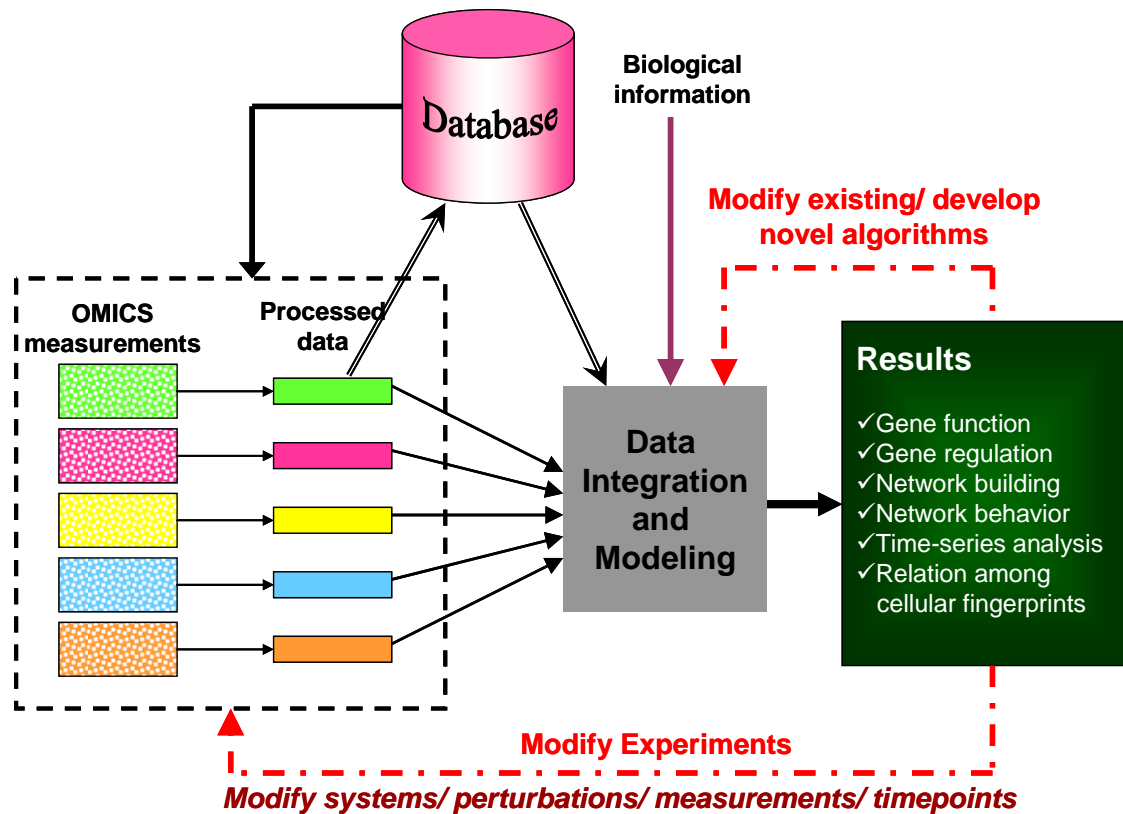 Database
Biological
information
Modify existing/ develop
novel algorithms
OMICS
measurements
Processed
data
Data
Integration
and
Modeling
Results
✓Gene function
✓Gene regulation
✓Network building
✓Network behavior
✓Time-series analysis
✓Relation among
cellular fingerprints
Modify Experiments
Modify systems/ perturbations/ measurements/ timepoints